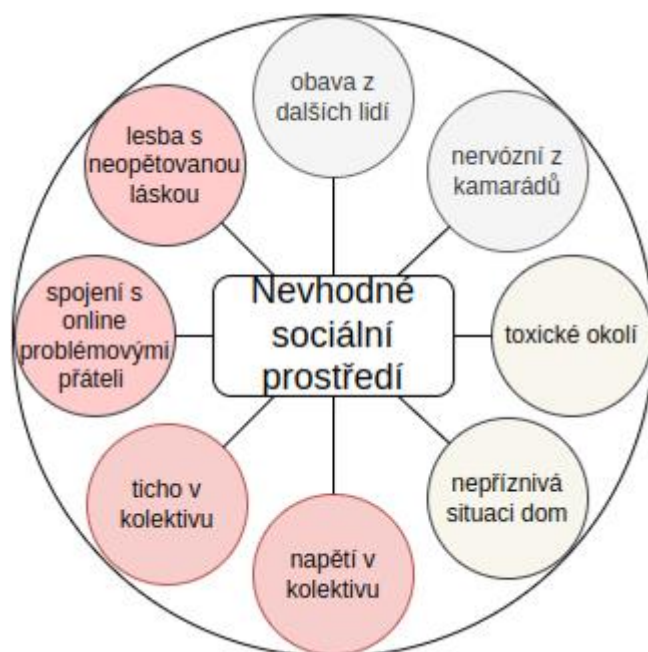 obava z
dalších lidí
nervózní z
kamarádů
toxické okolí
nepříznivá
situaci dom
napětí v
kolektivu
ticho v
kolektivu
spojení s
online
problémovými
přáteli
lesba s
neopětovanou
láskou
Nevhodné
sociální
prostředí